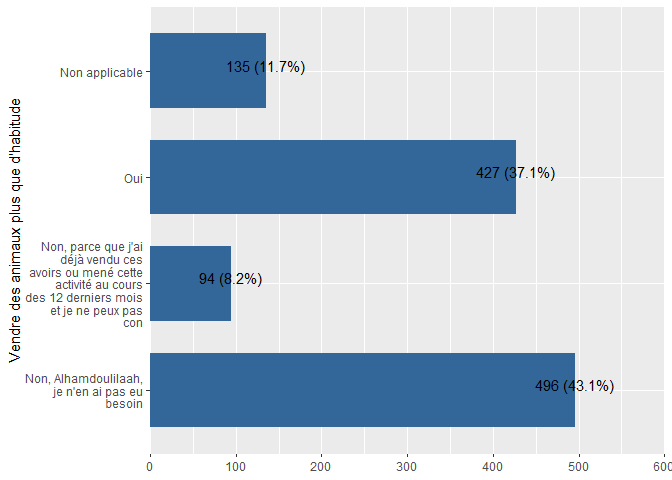 Vendre des animaux plus que d'habitude
Non applicable
135 (11.7%)
Oui
427 (37.1%)
Non, parce que j'ai
déjà vendu ces
avoirs ou mené cette
activité au cours
des 12 derniers mois
et je ne peux pas
con
94 (8.2%)
Non, Alhamdoulilaah,
je n'en ai pas eu
besoin
496 (43.1%)
0
100
200
300
400
500
600